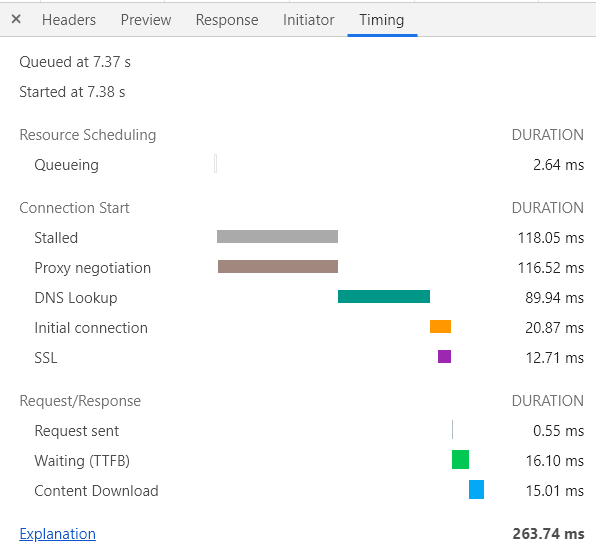 × Headers Preview Response Initiator Timing
Queued at 7.37 s
Started at 7.38 s
Resource Scheduling DURATION
Queueing 2.64 ms
Connection Start DURATION
Stalled 118.05 ms
Proxy negotiation 116.52 ms
DNS Lookup 89.94 ms
Initial connection 20.87 ms
SSL 12.71 ms
Request/Response DURATION
Request sent 0.55 ms
Waiting (TTFB) 16.10 ms
Content Download 15.01 ms
Explanation 263.74 ms